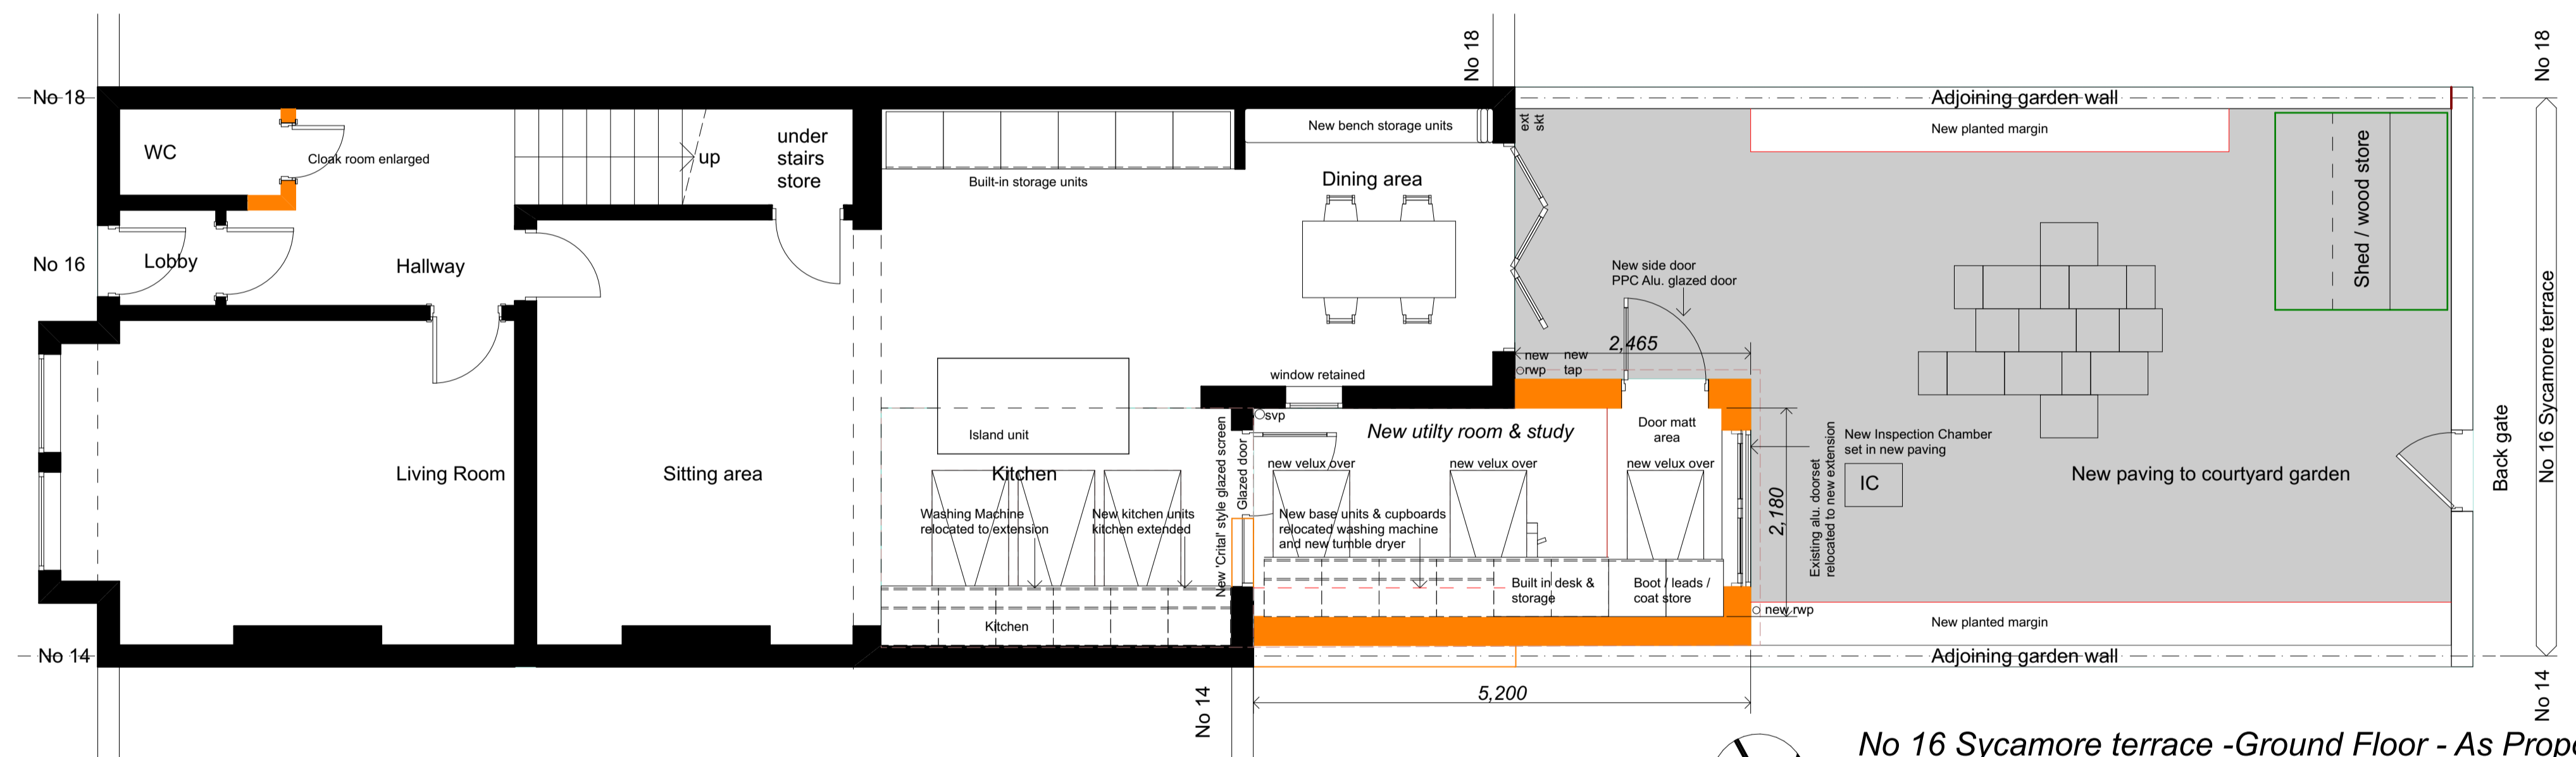 No 18
No 18
No 18
Adjoining garden wall
WC
Cloak room enlarged
up
under
stairs
store
Built-in storage units
New bench storage units
Dining area
ext
skt
New planted margin
Shed / wood store
No 16
Lobby
Hallway
New side door
PPC Alu. glazed door
2,465
new
rwp
new
tap
window retained
svp
New utilty room & study
Door matt
area
Island unit
Living Room
Sitting area
Kitchen
Washing Machine
relocated to extension
New kitchen units
kitchen extended
New 'Crital' style glazed screen
Glazed door
new velux over
new velux over
new velux over
New base units & cupboards
relocated washing machine
and new tumble dryer
Built in desk &
storage
Boot / leads /
coat store
2,180
Existing alu. doorset
relocated to new extension
New Inspection Chamber
set in new paving
IC
New paving to courtyard garden
Back gate
No 16 Sycamore terrace
Kitchen
new rwp
New planted margin
No 14
Adjoining garden wall
No 14
5,200
No 14
No 16 Sycamore terrace -Ground Floor - As Prop